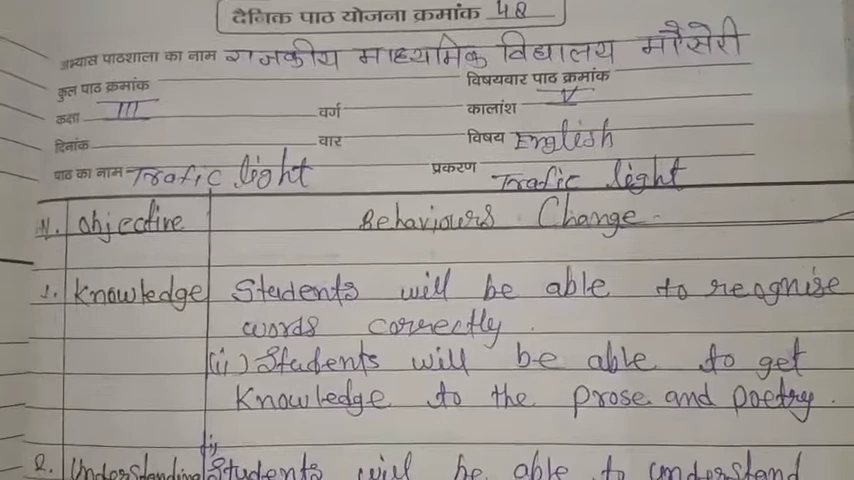 दैनिक पाठ योजना क्रमांक 48
अभ्यास पाठशाला का नाम राजकीय माध्यमिक विद्यालय मौसेरी
कुल पाठ क्रमांक विषयवार पाठ क्रमांक
कक्षा III वर्ग कालांश V
दिनांक वार विषय English
पाठ का नाम Trafic light प्रकरण Trafic light
N. Objective Behaviours Change.
1. Knowledge Students will be able to reognise
words correctly.
(ii) Students will be able to get
Knowledge to the prose and poetry.
2. Understanding Students will be able to understand